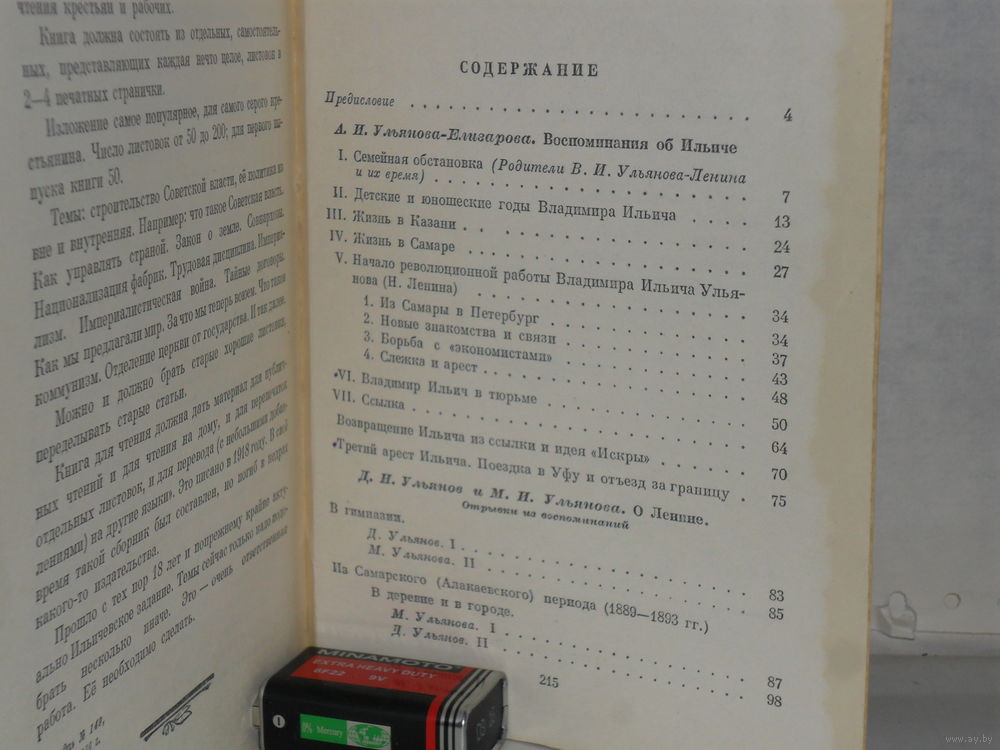 чтения крестьян и рабочих.
Книга должна состоять из отдельных, самостоятель-
ных, представляющих каждая нечто целое, листовок в
2—4 печатных странички.
Изложение самое популярное, для самого серого кре-
стьянина. Число листовок от 50 до 200; для первого вы-
пуска книги 50.
Темы: строительство Советской власти, её политика из-
вне и внутренняя. Например: что такое Советская власть.
Как управлять страной. Закон о земле. Совнархозы.
Национализация фабрик. Трудовая дисциплина. Импери-
лизм. Империалистическая война. Тайные договоры.
Как мы предлагали мир. За что мы теперь воюем. Что такое
коммунизм. Отделение церкви от государства. И так далее.
Можно и должно брать старые хорошие листовки,
переделывать старые статьи.
Книга для чтения должна дать материал для публич-
ных чтений и для чтения на дому, и для перепечатки
отдельных листовок, и для перевода (с небольшими добав-
лениями) на другие языки». Это писано в 1918 году. В своё
время такой сборник был составлен, но погиб в недрах
какого-то издательства.
Прошло с тех пор 18 лет и попрежнему крайне акту-
ально Ильичевское задание. Темы сейчас только надо подо-
брать несколько иначе. Это — очень ответственная
работа. Её необходимо сделать.
№ 149,
СОДЕРЖАНИЕ
Предисловие . . . 4
А. И. Ульянова-Елизарова. Воспоминания об Ильиче
I. Семейная обстановка (Родители В. И. Ульянова-Ленина
и их время) . . . 7
II. Детские и юношеские годы Владимира Ильича . . . 13
III. Жизнь в Казани . . . 24
IV. Жизнь в Самаре . . . 27
V. Начало революционной работы Владимира Ильича Улья-
нова (Н. Ленина) . . . 34
1. Из Самары в Петербург . . . 34
2. Новые знакомства и связи . . . 37
3. Борьба с «экономистами» . . . 43
4. Слежка и арест . . . 48
VI. Владимир Ильич в тюрьме . . . 50
VII. Ссылка . . . 64
Возвращение Ильича из ссылки и идея «Искры» . . . 70
Третий арест Ильича. Поездка в Уфу и отъезд за границу . 75
Д. И. Ульянов и М. И. Ульянова. О Ленине.
Отрывки из воспоминаний
В гимназии.
Д. Ульянов. I . . . 83
М. Ульянова. II . . . 85
Из Самарского (Алакаевского) периода (1889—1893 гг.)
В деревне и в городе.
М. Ульянова. I . . . 87
Д. Ульянов. II . . . 98
215
MINAMOTO
EXTRA HEAVY DUTY
6F22 9V
0% Mercury
www.ay.by